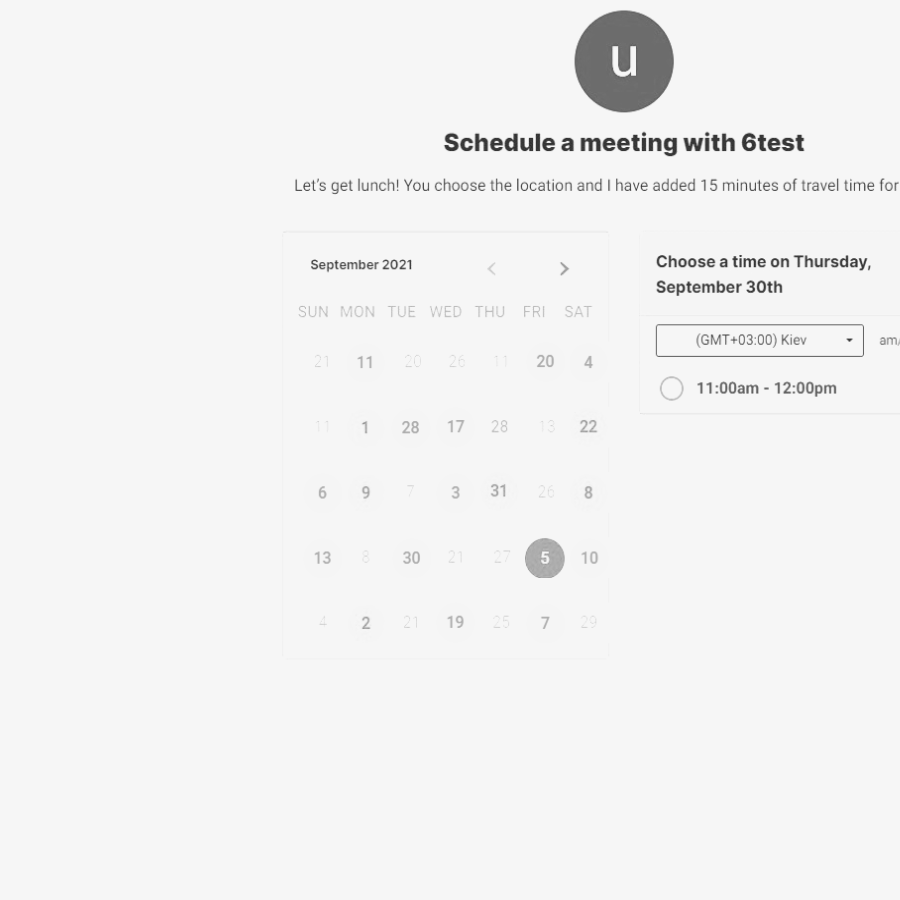 u
Schedule a meeting with 6test
Let's get lunch! You choose the location and I have added 15 minutes of travel time for
September 2021
SUN MON TUE WED THU FRI SAT
21 11 20 26 11 20 4
11 1 28 17 28 13 22
6 9 7 3 31 26 8
13 8 30 21 27 5 10
4 2 21 19 25 7 29
Choose a time on Thursday,
September 30th
(GMT+03:00) Kiev am/
11:00am - 12:00pm